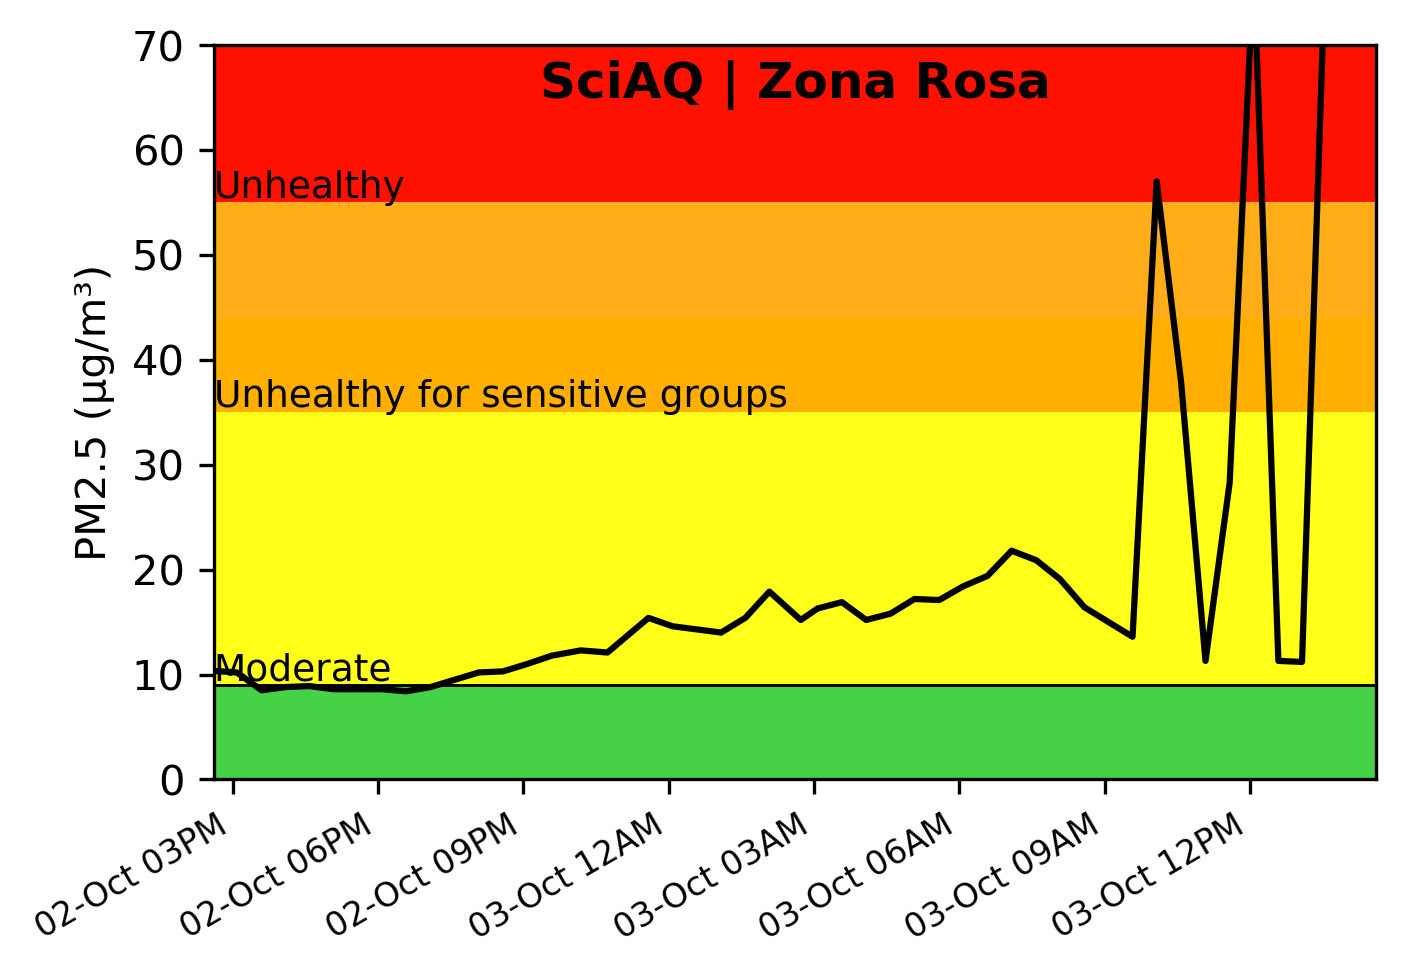 SciAQ | Zona Rosa
PM2.5 (µg/m³)
70
60
50
40
30
20
10
0
Unhealthy
Unhealthy for sensitive groups
Moderate
02-Oct 03PM
02-Oct 06PM
02-Oct 09PM
03-Oct 12AM
03-Oct 03AM
03-Oct 06AM
03-Oct 09AM
03-Oct 12PM